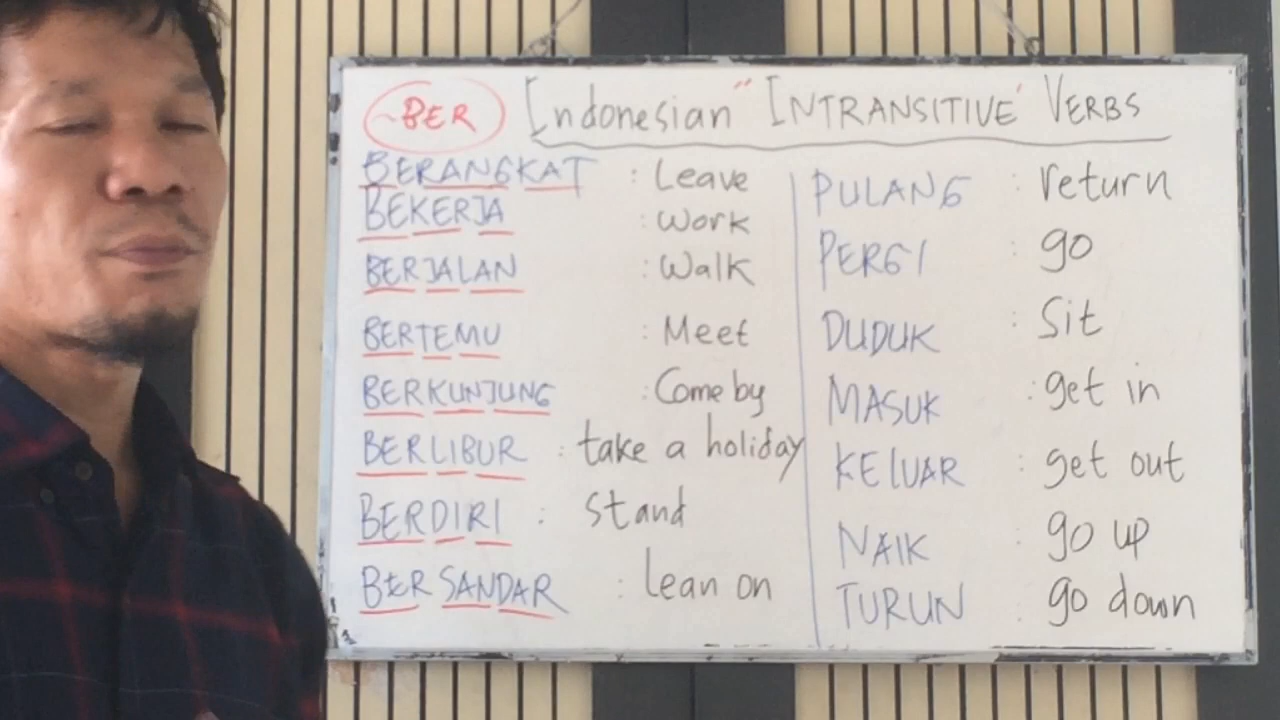 ~BER Indonesian "INTRANSITIVE" VERBS
BERANGKAT : Leave
BEKERJA : Work
BERJALAN : Walk
BERTEMU : Meet
BERKUNJUNG : Come by
BERLIBUR : take a holiday
BERDIRI : stand
BERSANDAR : lean on
PULANG : return
PERGI : go
DUDUK : Sit
MASUK : get in
KELUAR : get out
NAIK : go up
TURUN : go down